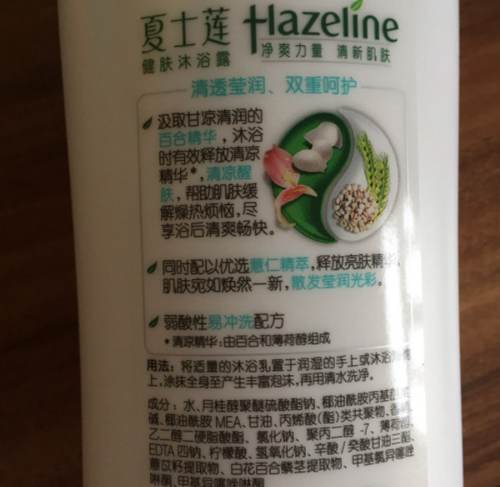 夏士莲 Hazeline
健肤沐浴露 净爽力量 清新肌肤
清透莹润、双重呵护
汲取甘凉清润的
百合精华，沐浴
时有效释放清凉
精华*，清凉醒
肤，帮助肌肤缓
解燥热烦恼，尽
享浴后清爽畅快。
同时配以优选薏仁精萃，释放亮肤精华，
肌肤宛如焕然一新，散发莹润光彩。
弱酸性易冲洗配方
*清凉精华：由百合和薄荷醇组成
用法：将适量的沐浴乳置于润湿的手上或沐浴
上，涂抹全身至产生丰富泡沫，再用清水洗净。
成分：水、月桂醇聚醚硫酸酯钠、椰油酰胺丙基
碱、椰油酰胺 MEA、甘油、丙烯酸(酯)类共聚物、香
乙二醇二硬脂酸酯、氯化钠、聚丙二醇-7、薄荷
EDTA 四钠、柠檬酸、氢氧化钠、辛酸/癸酸甘油三酯、
薏苡籽提取物、白花百合鳞茎提取物、甲基氯异噻唑
啉酮、甲基异噻唑啉酮